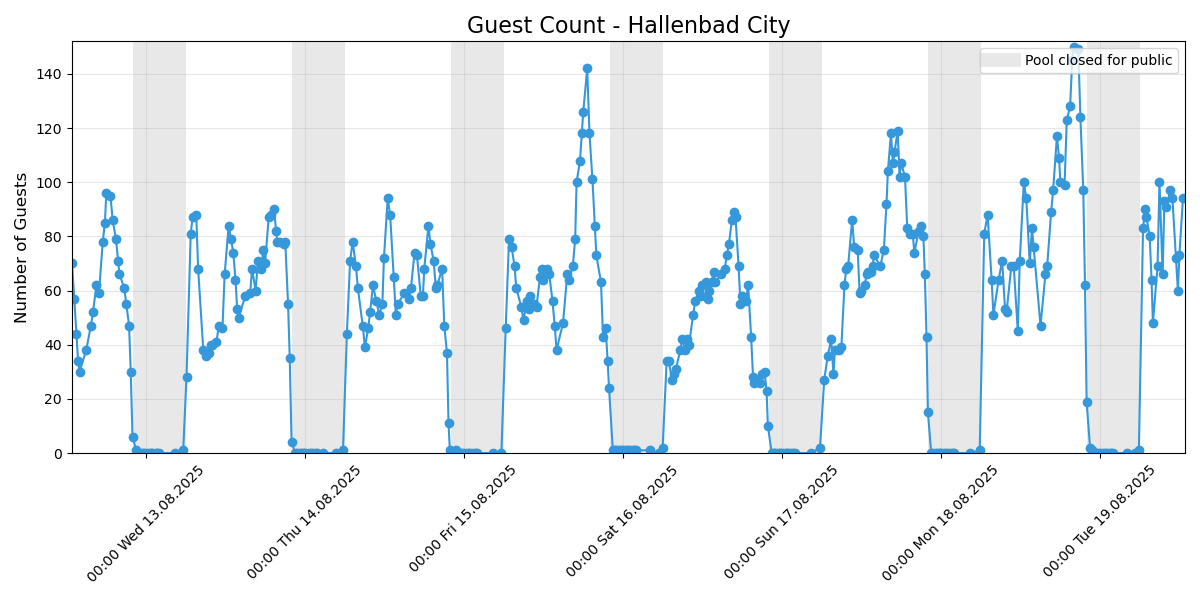 Guest Count - Hallenbad City
Pool closed for public
Number of Guests
140
120
100
80
60
40
20
0
00:00 Wed 13.08.2025
00:00 Thu 14.08.2025
00:00 Fri 15.08.2025
00:00 Sat 16.08.2025
00:00 Sun 17.08.2025
00:00 Mon 18.08.2025
00:00 Tue 19.08.2025